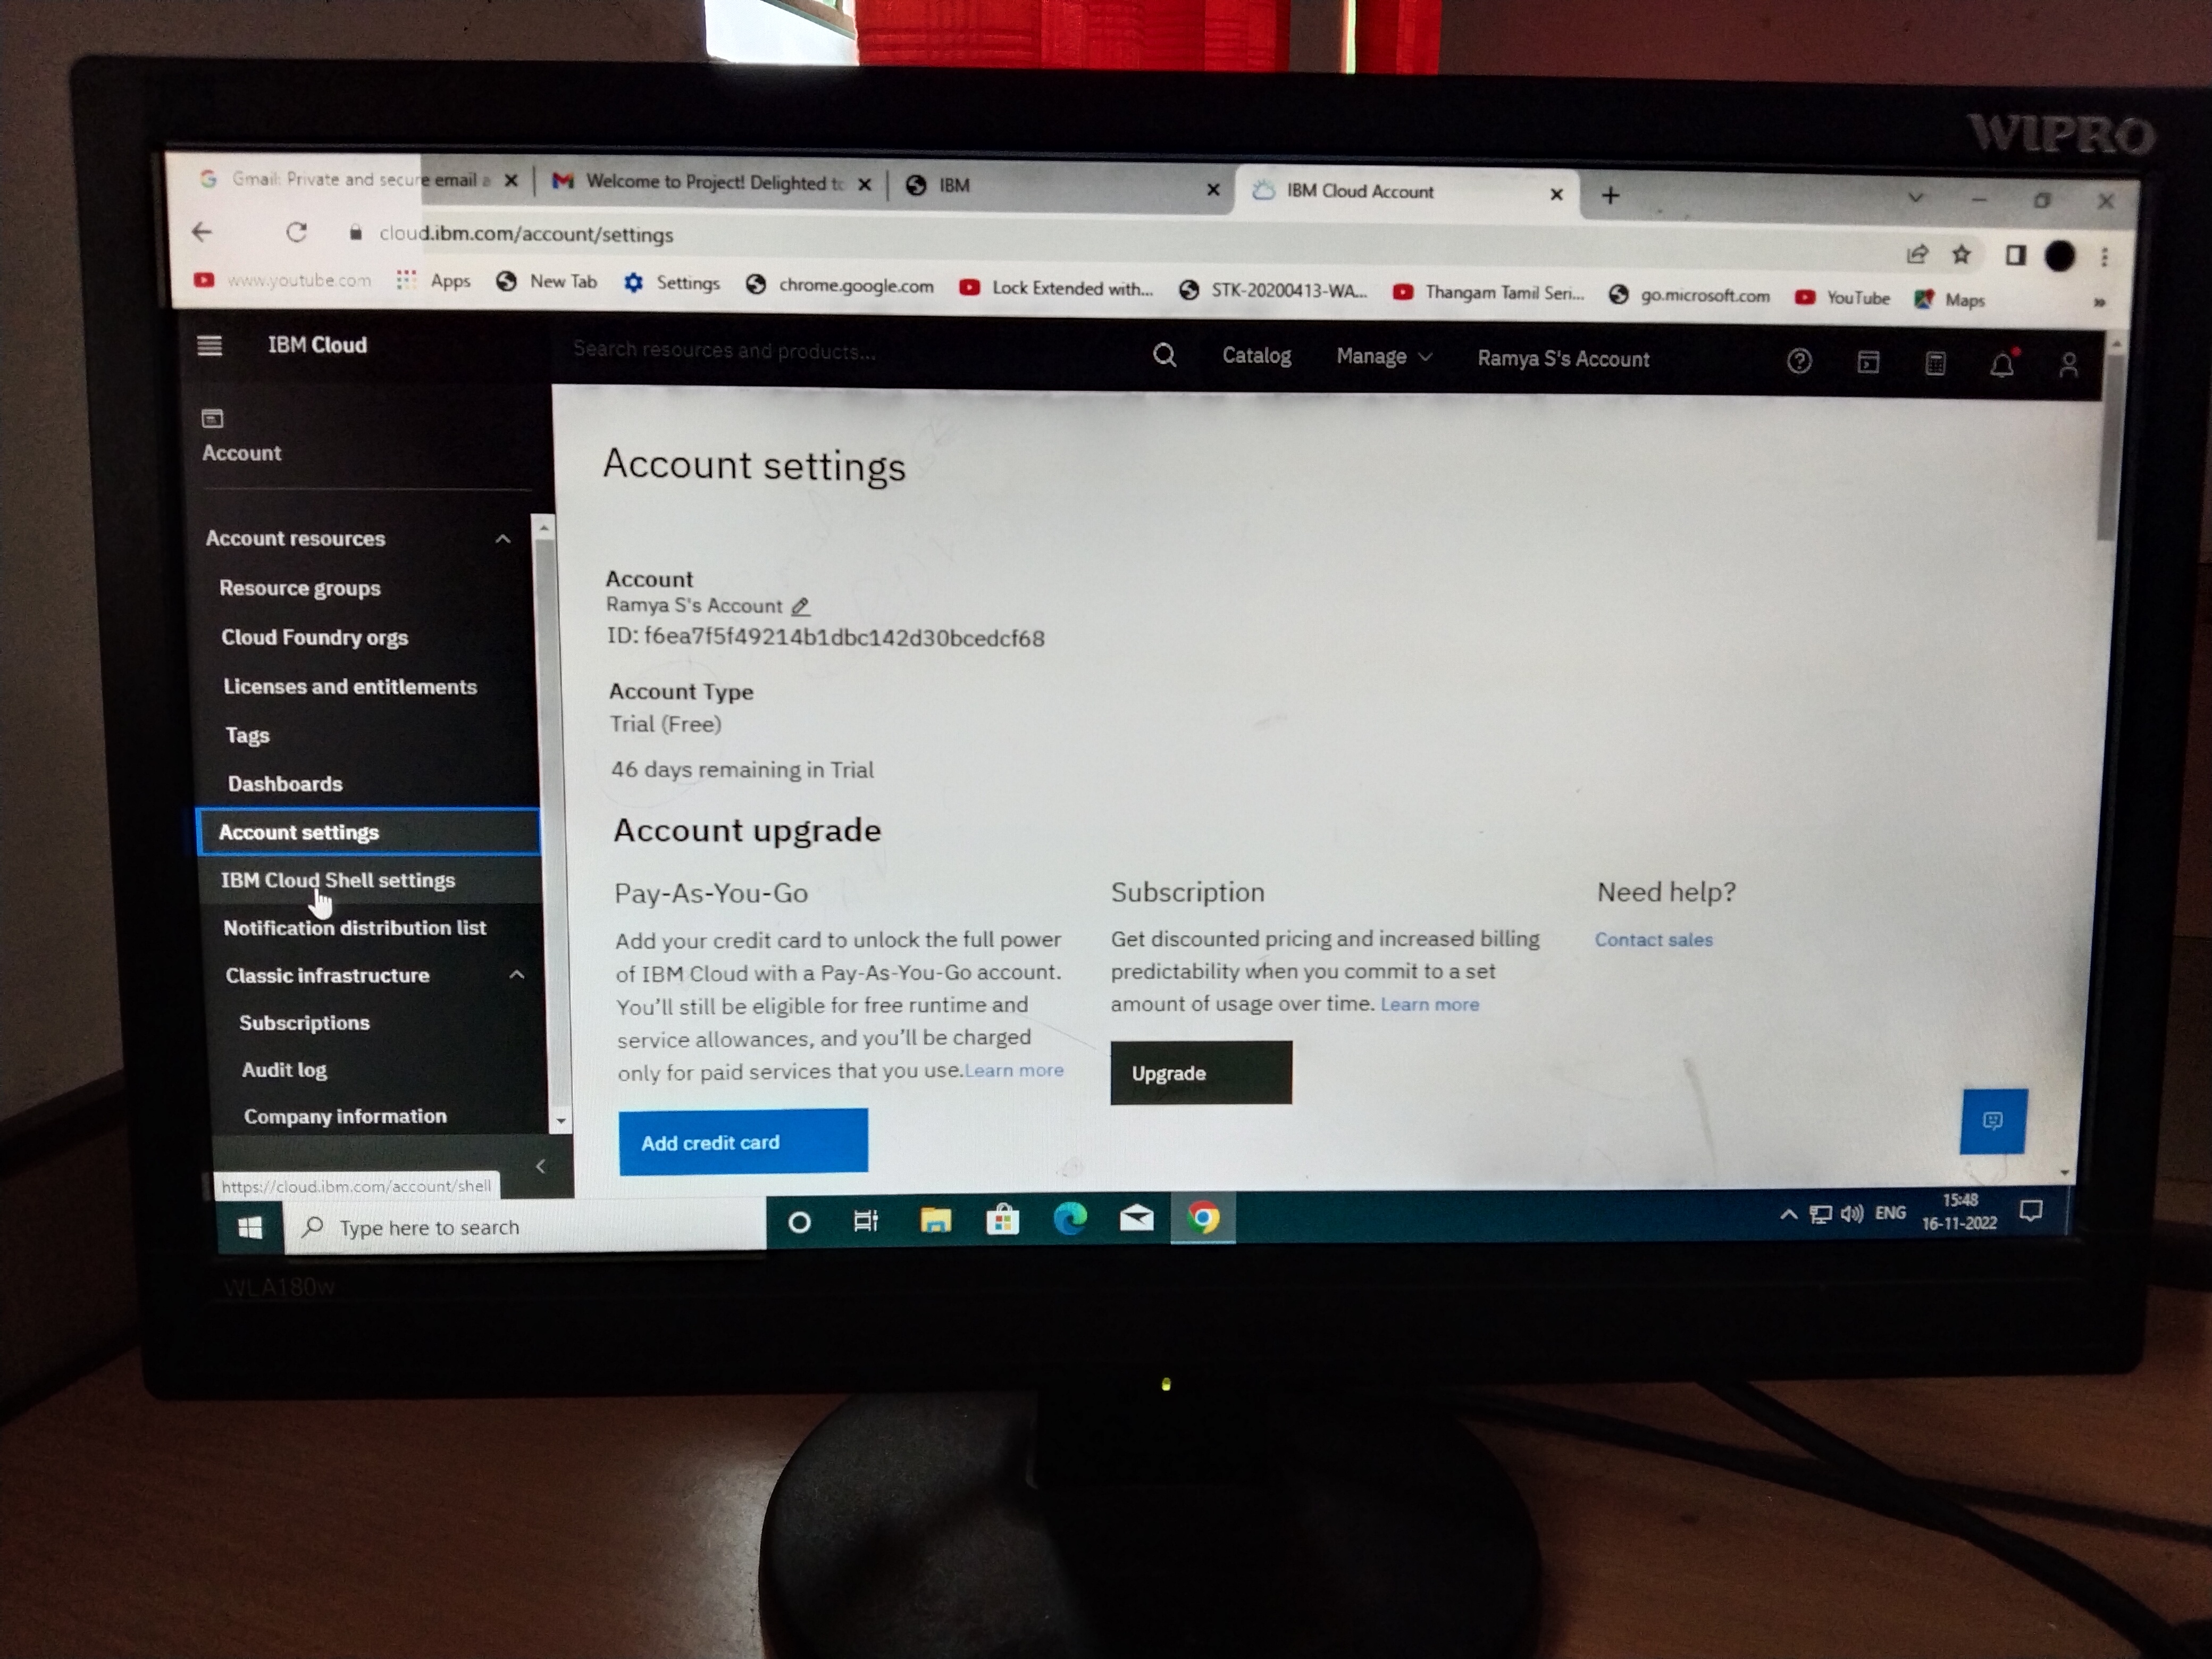 WIPRO
Gmail: Private and secure email a
Welcome to Project! Delighted to
IBM
IBM Cloud Account
cloud.ibm.com/account/settings
www.youtube.com
Apps
New Tab
Settings
chrome.google.com
Lock Extended with...
STK-20200413-WA...
Thangam Tamil Seri...
go.microsoft.com
YouTube
Maps
IBM Cloud
Search resources and products...
Catalog
Manage
Ramya S's Account
Account
Account resources
Resource groups
Cloud Foundry orgs
Licenses and entitlements
Tags
Dashboards
Account settings
IBM Cloud Shell settings
Notification distribution list
Classic infrastructure
Subscriptions
Audit log
Company information
https://cloud.ibm.com/account/shell
Account settings
Account
Ramya S's Account
ID: f6ea7f5f49214b1dbc142d30bcedcf68
Account Type
Trial (Free)
46 days remaining in Trial
Account upgrade
Pay-As-You-Go
Add your credit card to unlock the full power
of IBM Cloud with a Pay-As-You-Go account.
You'll still be eligible for free runtime and
service allowances, and you'll be charged
only for paid services that you use.Learn more
Add credit card
Subscription
Get discounted pricing and increased billing
predictability when you commit to a set
amount of usage over time. Learn more
Upgrade
Need help?
Contact sales
Type here to search
ENG
15:48
16-11-2022
WLA180w